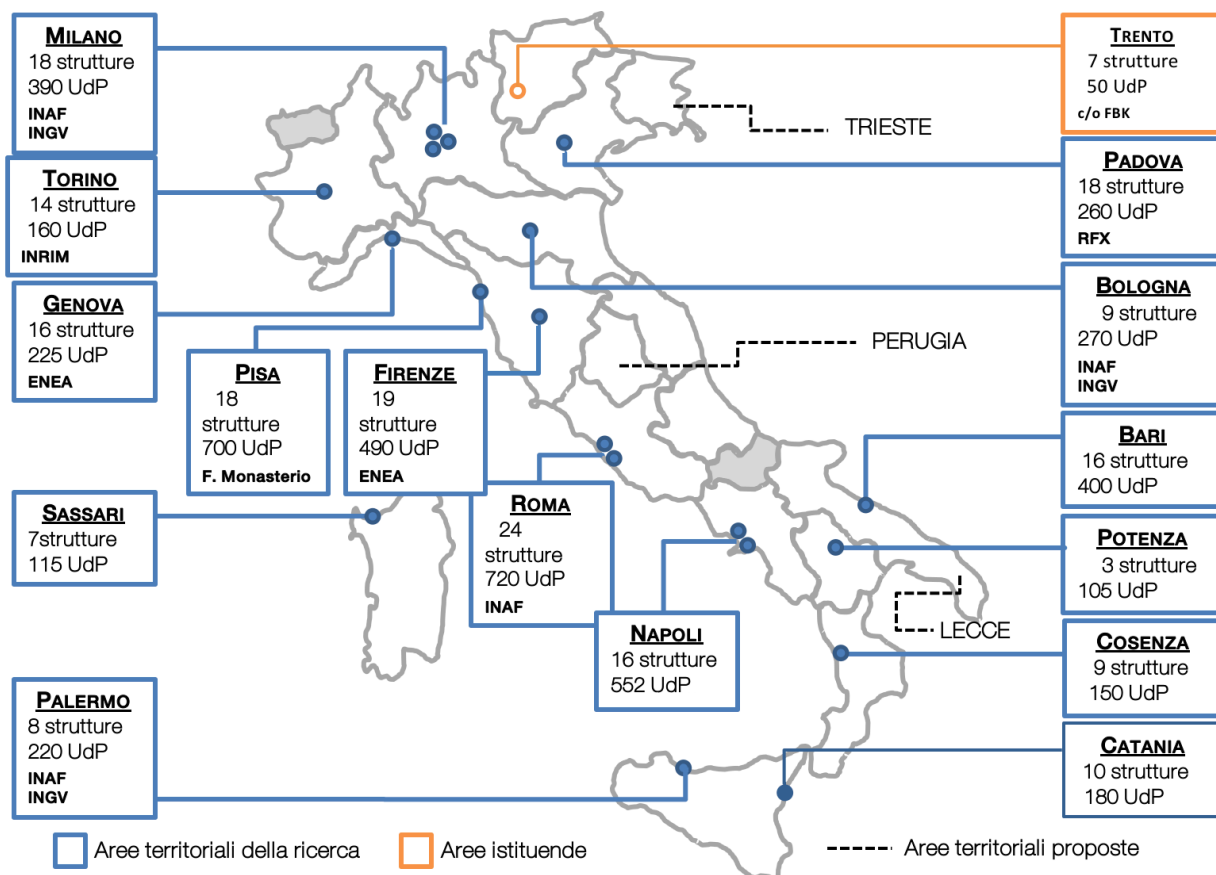 MILANO
18 strutture
390 UdP
INAF
INGV
TORINO
14 strutture
160 UdP
INRIM
GENOVA
16 strutture
225 UdP
ENEA
PISA
18
strutture
700 UdP
F. Monasterio
FIRENZE
19
strutture
490 UdP
ENEA
SASSARI
7strutture
115 UdP
ROMA
24
strutture
720 UdP
INAF
NAPOLI
16 strutture
552 UdP
PALERMO
8 strutture
220 UdP
INAF
INGV
TRIESTE
PERUGIA
LECCE
TRENTO
7 strutture
50 UdP
c/o FBK
PADOVA
18 strutture
260 UdP
RFX
BOLOGNA
9 strutture
270 UdP
INAF
INGV
BARI
16 strutture
400 UdP
POTENZA
3 strutture
105 UdP
COSENZA
9 strutture
150 UdP
CATANIA
10 strutture
180 UdP
Aree territoriali della ricerca
Aree istituende
Aree territoriali proposte